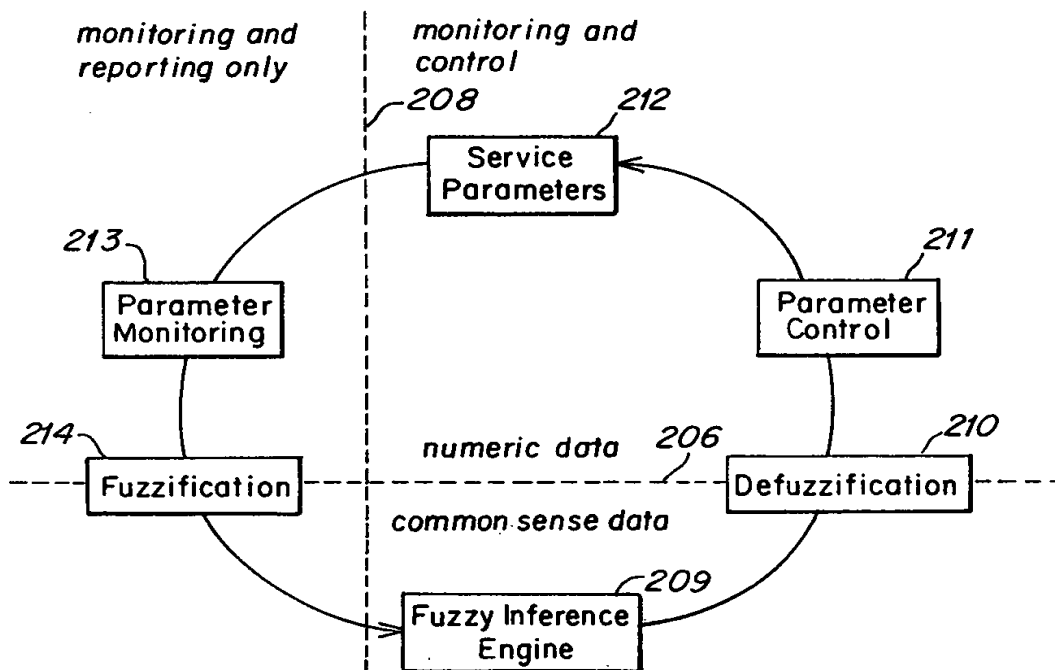 monitoring and
reporting only
monitoring and
control
208
212
Service
Parameters
213
211
Parameter
Monitoring
Parameter
Control
214
numeric data
206
210
Fuzzification
Defuzzification
common sense data
209
Fuzzy Inference
Engine